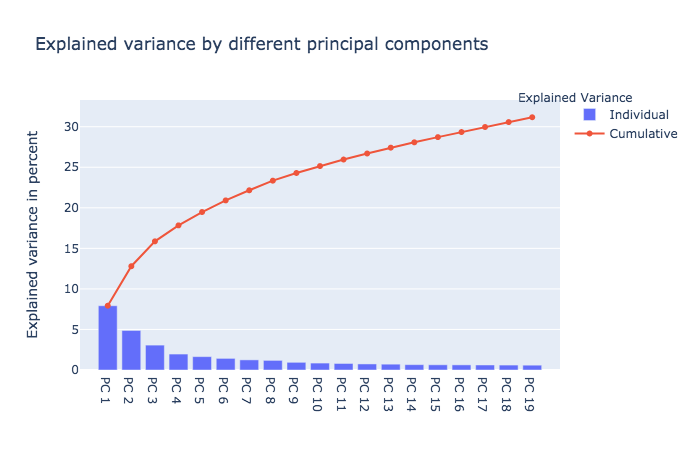 Explained variance by different principal components
Explained Variance
Individual
Cumulative
Explained variance in percent
30
25
20
15
10
5
0
PC 1
PC 2
PC 3
PC 4
PC 5
PC 6
PC 7
PC 8
PC 9
PC 10
PC 11
PC 12
PC 13
PC 14
PC 15
PC 16
PC 17
PC 18
PC 19